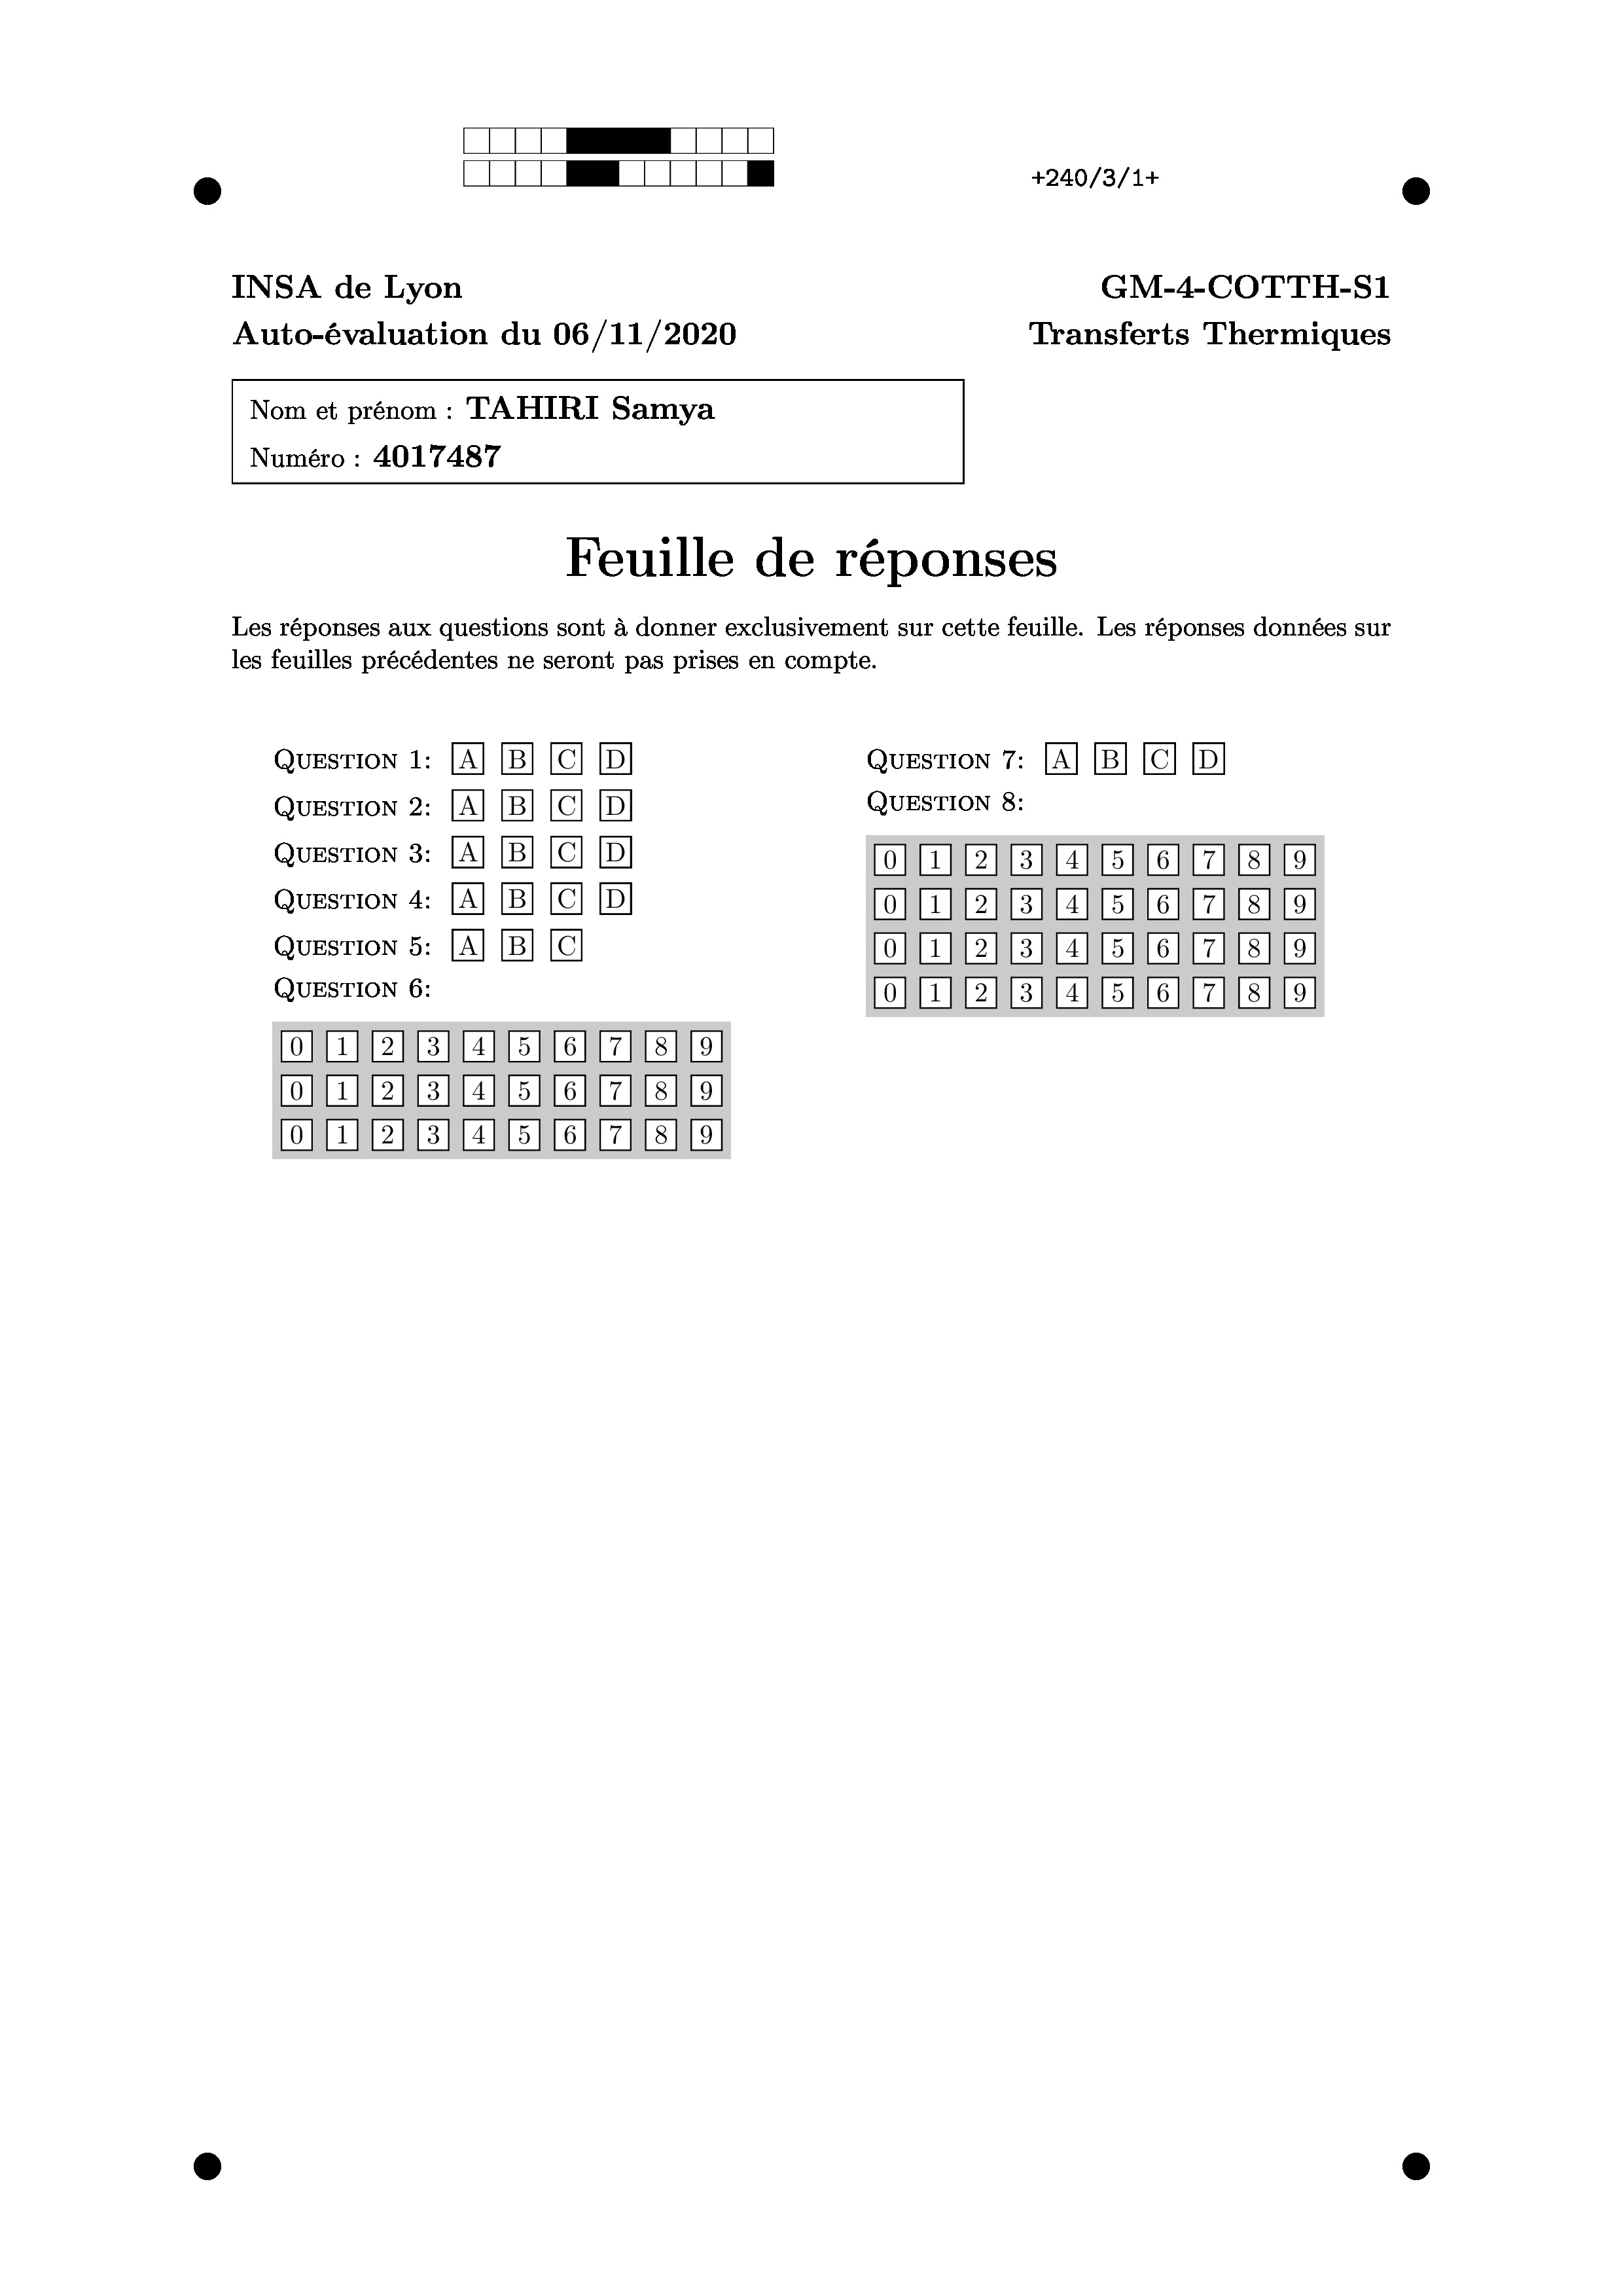 +240/3/1+
INSA de Lyon GM-4-COTTH-S1
Auto-évaluation du 06/11/2020 Transferts Thermiques
Nom et prénom : TAHIRI Samya
Numéro : 4017487
Feuille de réponses
Les réponses aux questions sont à donner exclusivement sur cette feuille. Les réponses données sur
les feuilles précédentes ne seront pas prises en compte.
QUESTION 1: A B C D
QUESTION 2: A B C D
QUESTION 3: A B C D
QUESTION 4: A B C D
QUESTION 5: A B C
QUESTION 6:
0 1 2 3 4 5 6 7 8 9
0 1 2 3 4 5 6 7 8 9
0 1 2 3 4 5 6 7 8 9
QUESTION 7: A B C D
QUESTION 8:
0 1 2 3 4 5 6 7 8 9
0 1 2 3 4 5 6 7 8 9
0 1 2 3 4 5 6 7 8 9
0 1 2 3 4 5 6 7 8 9